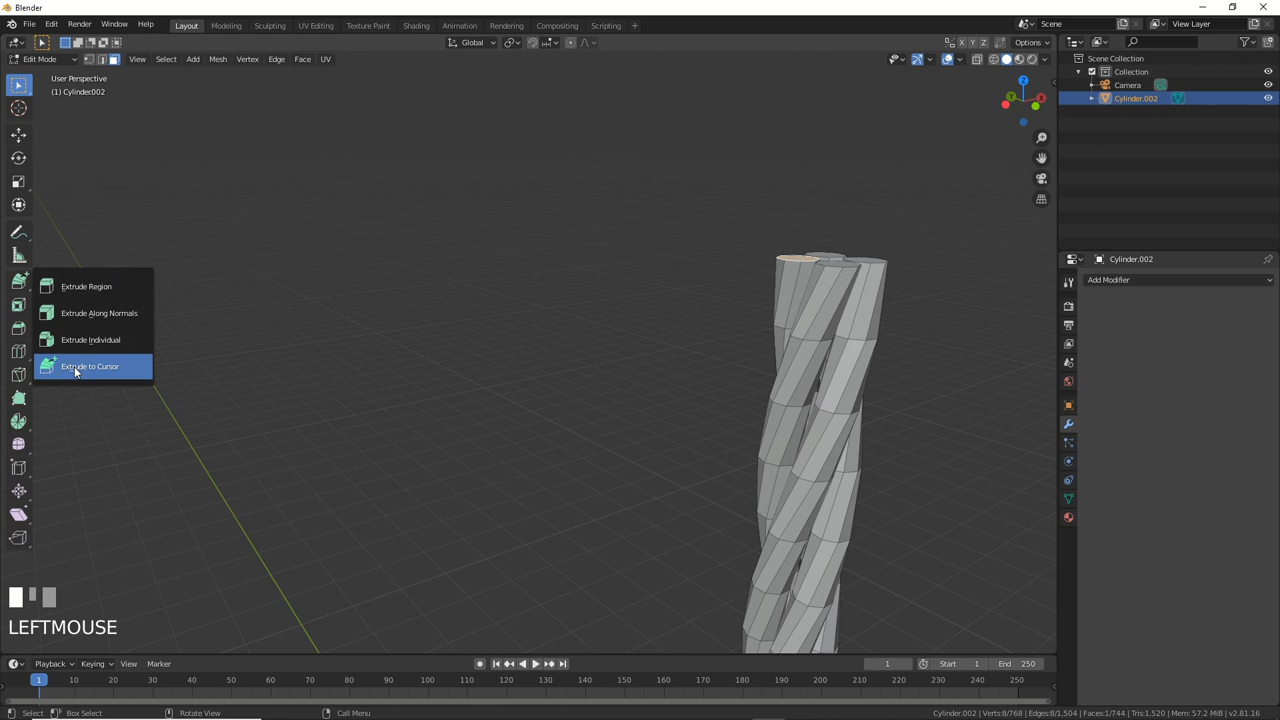 Blender
File Edit Render Window Help Layout Modeling Sculpting UV Editing Texture Paint Shading Animation Rendering Compositing Scripting + Scene View Layer
Global X Y Z Options
Edit Mode View Select Add Mesh Vertex Edge Face UV
Scene Collection
Collection
Camera
Cylinder.002
User Perspective
(1) Cylinder.002
Z
Y
X
Cylinder.002
Add Modifier
Extrude Region
Extrude Along Normals
Extrude Individual
Extrude to Cursor
LEFTMOUSE
Playback Keying View Marker 1 Start 1 End 250
1 10 20 30 40 50 60 70 80 90 100 110 120 130 140 150 160 170 180 190 200 210 220 230 240 250
Select Box Select Rotate View Call Menu Cylinder.002 | Verts:8/768 | Edges:8/1,504 | Faces:1/744 | Tris:1,520 | Mem: 57.2 MiB | v2.81.16